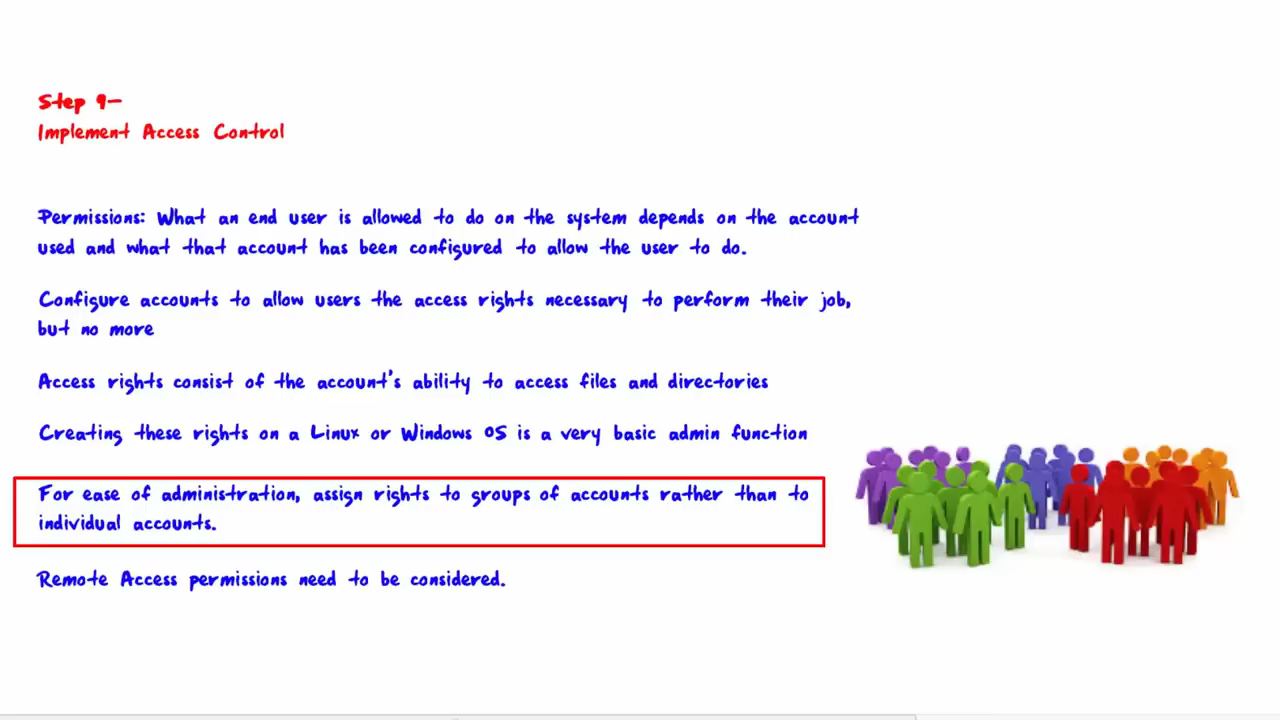 Step 9-
Implement Access Control
Permissions: What an end user is allowed to do on the system depends on the account
used and what that account has been configured to allow the user to do.
Configure accounts to allow users the access rights necessary to perform their job,
but no more
Access rights consist of the account's ability to access files and directories
Creating these rights on a Linux or Windows OS is a very basic admin function
For ease of administration, assign rights to groups of accounts rather than to
individual accounts.
Remote Access permissions need to be considered.